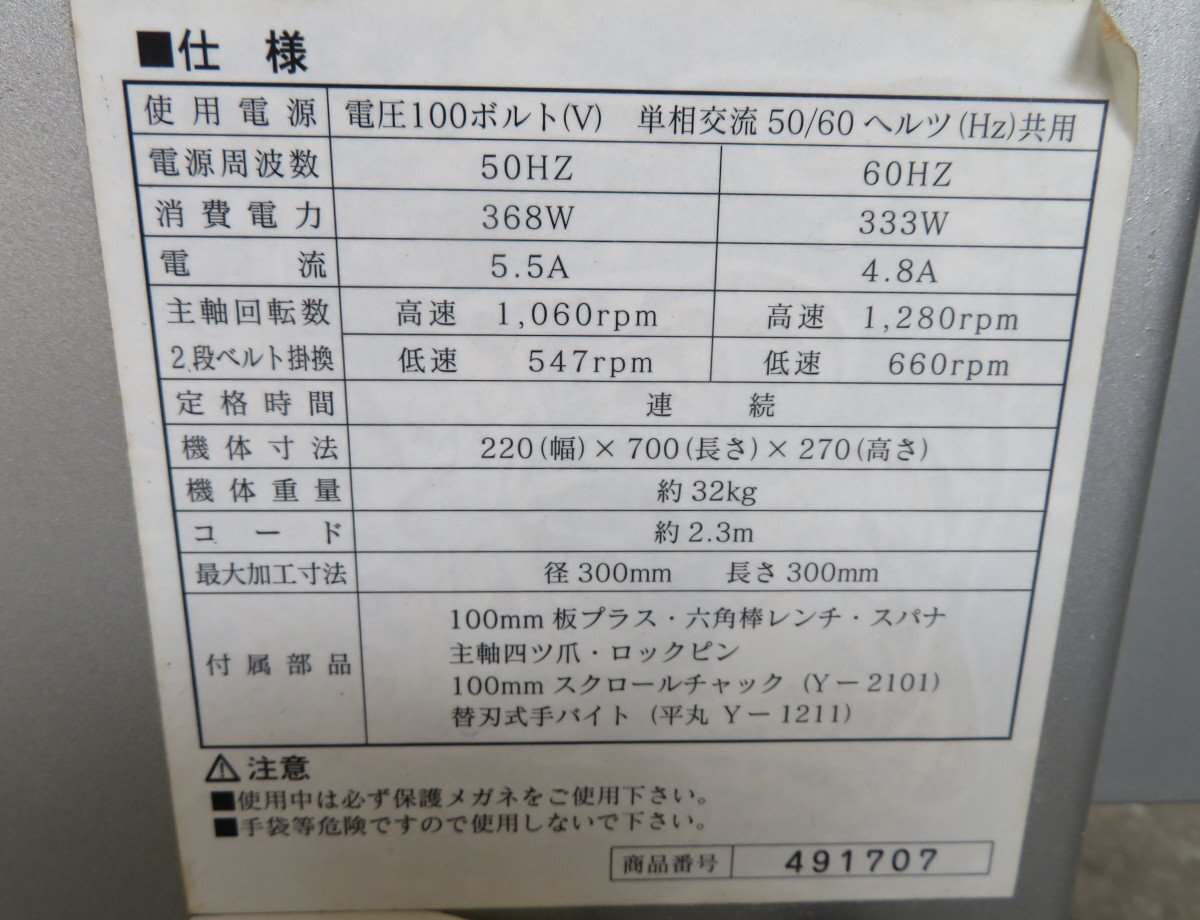 ■仕様
使用電源 電圧100ボルト(V) 単相交流 50/60 ヘルツ(Hz)共用
電源周波数 50HZ 60HZ
消費電力 368W 333W
電流 5.5A 4.8A
主軸回転数 高速 1,060rpm 高速 1,280rpm
2段ベルト掛換 低速 547rpm 低速 660rpm
定格時間 連続
機体寸法 220(幅)×700(長さ)×270(高さ)
機体重量 約32kg
コード 約2.3m
最大加工寸法 径300mm 長さ300mm
付属部品 100mm 板プラス・六角棒レンチ・スパナ
主軸四ツ爪・ロックピン
100mm スクロールチャック (Y-2101)
替刃式手バイト (平丸 Y-1211)
⚠注意
■使用中は必ず保護メガネをご使用下さい。
■手袋等危険ですので使用しないで下さい。
商品番号 491707